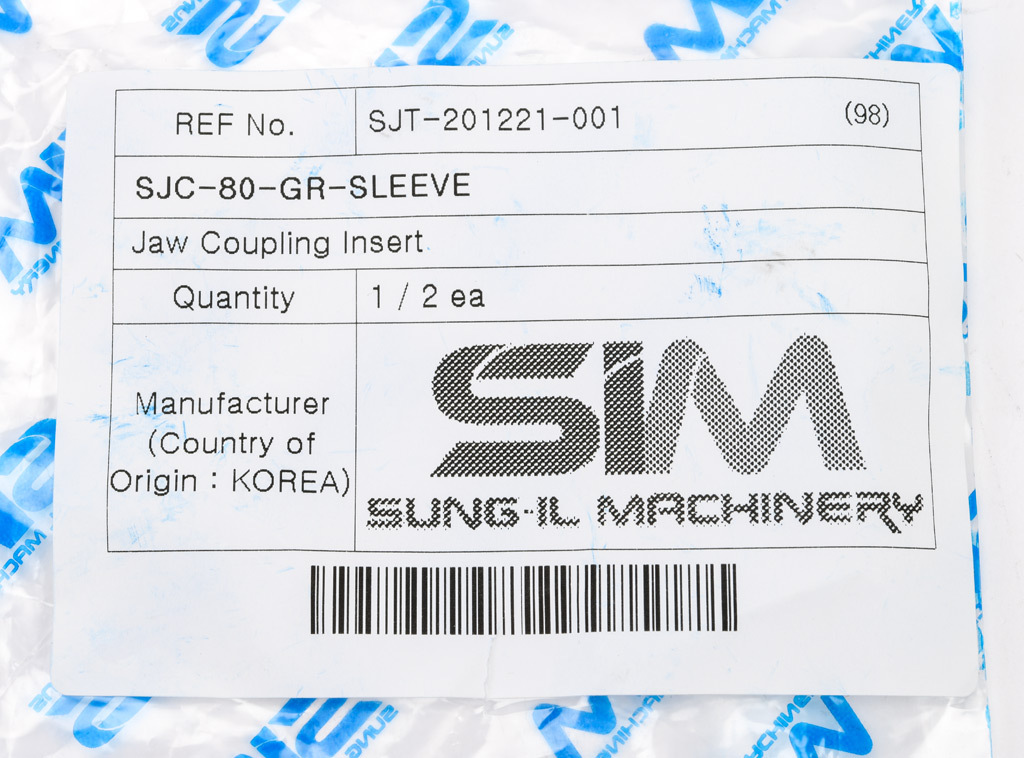 REF No. SJT-201221-001 (98)
SJC-80-GR-SLEEVE
Jaw Coupling Insert
Quantity 1 / 2 ea
Manufacturer
(Country of
Origin : KOREA)
SIM
SUNG·IL MACHINERY